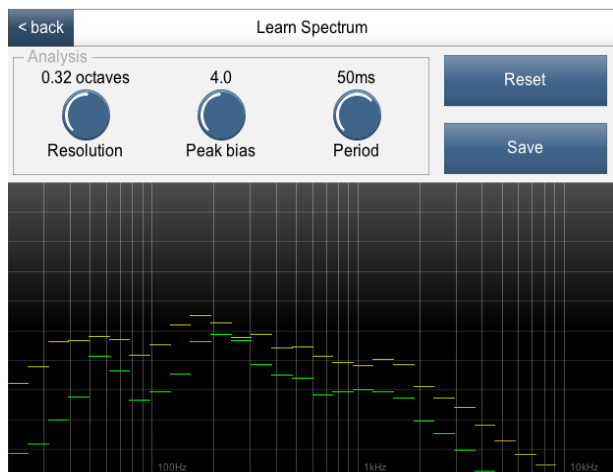 < back
Learn Spectrum
Analysis
0.32 octaves 4.0 50ms
Resolution Peak bias Period
Reset
Save
100Hz 1kHz 10kHz